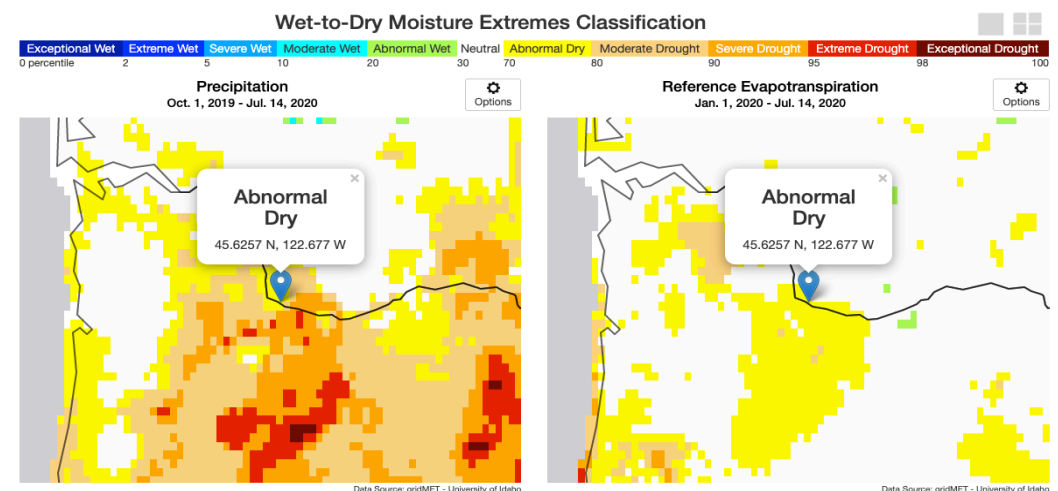 Wet-to-Dry Moisture Extremes Classification
Exceptional Wet Extreme Wet Severe Wet Moderate Wet Abnormal Wet Neutral Abnormal Dry Moderate Drought Severe Drought Extreme Drought Exceptional Drought
0 percentile 2 5 10 20 30 70 80 90 95 98 100
Precipitation
Oct. 1, 2019 - Jul. 14, 2020
Options
Reference Evapotranspiration
Jan. 1, 2020 - Jul. 14, 2020
Options
×
Abnormal
Dry
45.6257 N, 122.677 W
×
Abnormal
Dry
45.6257 N, 122.677 W
Data Source: gridMET - University of Idaho
Data Source: gridMET - University of Idaho